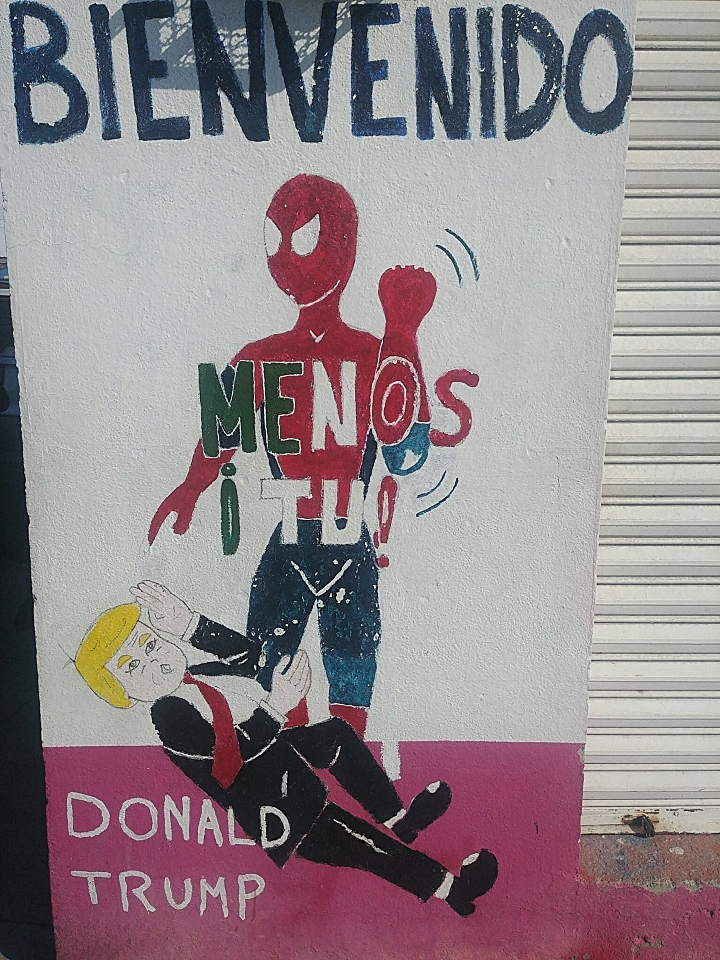 BIENVENIDO
MENOS
¡TU!
DONALD
TRUMP